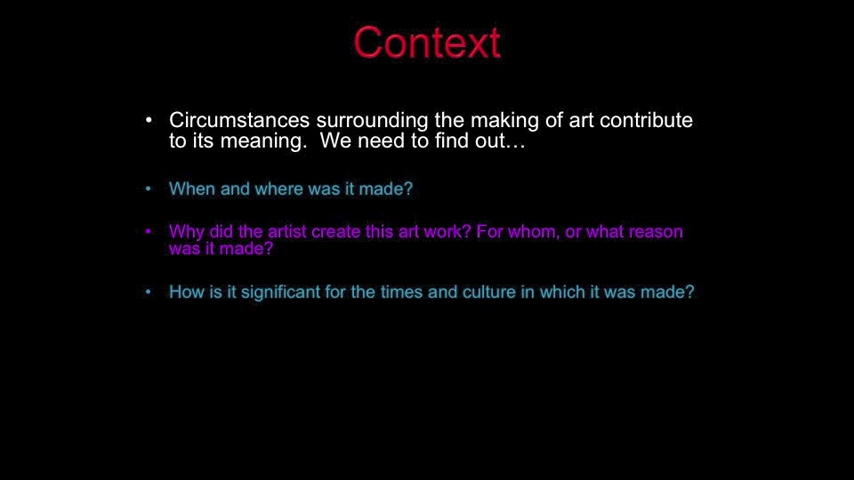 Context
• Circumstances surrounding the making of art contribute
to its meaning.  We need to find out…
• When and where was it made?
• Why did the artist create this art work? For whom, or what reason
was it made?
• How is it significant for the times and culture in which it was made?